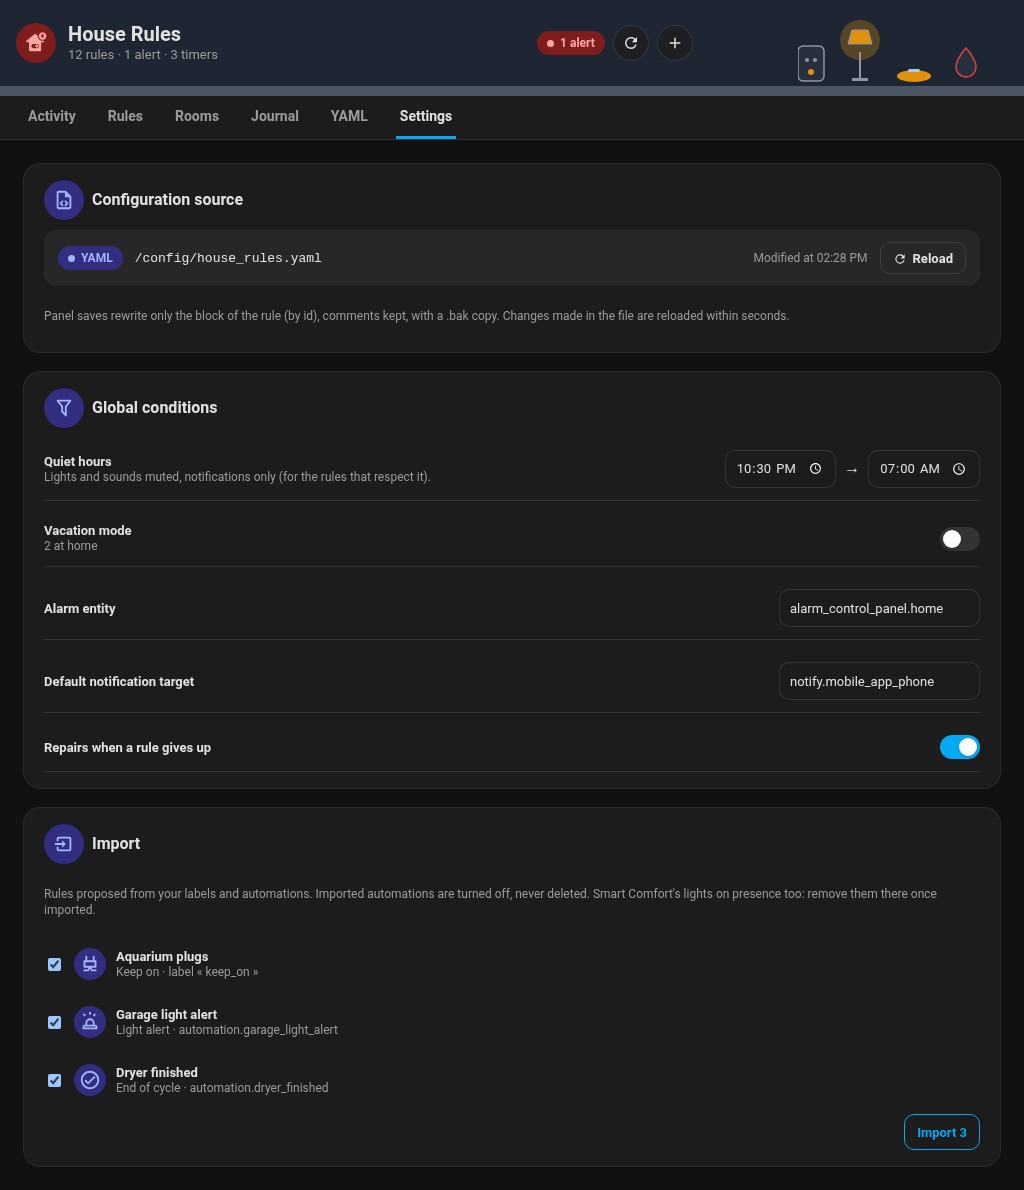 House Rules
12 rules · 1 alert · 3 timers
1 alert
Activity
Rules
Rooms
Journal
YAML
Settings
Configuration source
YAML
/config/house_rules.yaml
Modified at 02:28 PM
Reload
Panel saves rewrite only the block of the rule (by id), comments kept, with a .bak copy. Changes made in the file are reloaded within seconds.
Global conditions
Quiet hours
Lights and sounds muted, notifications only (for the rules that respect it).
10:30 PM → 07:00 AM
Vacation mode
2 at home
Alarm entity
alarm_control_panel.home
Default notification target
notify.mobile_app_phone
Repairs when a rule gives up
Import
Rules proposed from your labels and automations. Imported automations are turned off, never deleted. Smart Comfort's lights on presence too: remove them there once
imported.
Aquarium plugs
Keep on · label « keep_on »
Garage light alert
Light alert · automation.garage_light_alert
Dryer finished
End of cycle · automation.dryer_finished
Import 3